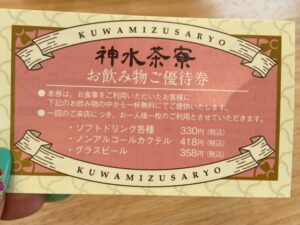 KUWAMIZUSARYO
神水茶寮
お飲み物ご優待券
●本券は、お食事をご利用いただいたお客様に
下記のお飲み物の中から一杯無料にてご提供いたします。
●一回のご来店につき、お一人様一枚のご利用とさせていただきます。
・ソフトドリンク各種 330円(税込)
・ノンアルコールカクテル 418円(税込)
・グラスビール 358円(税込)
KUWAMIZUSARYO